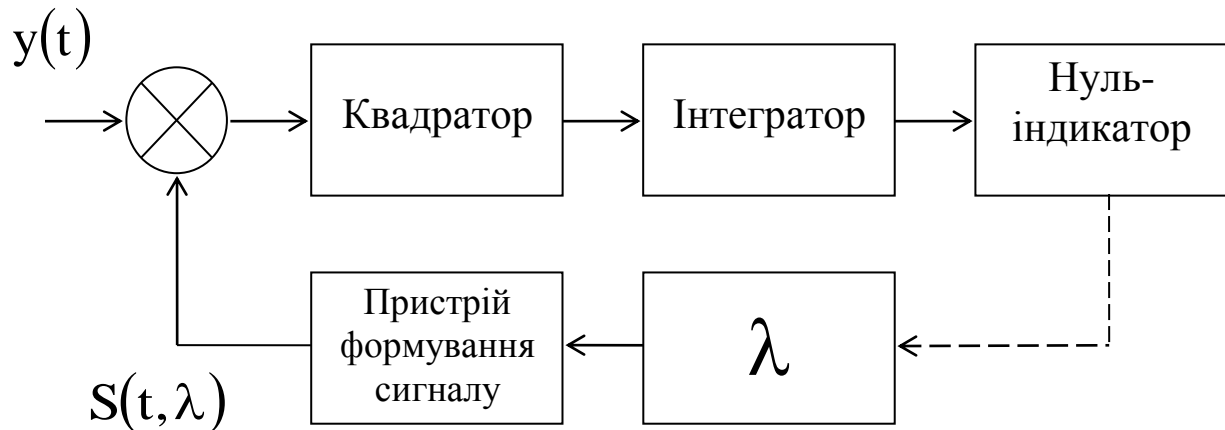 y(t)
Квадратор
Інтегратор
Нуль-
індикатор
Пристрій
формування
сигналу
λ
S(t,λ)